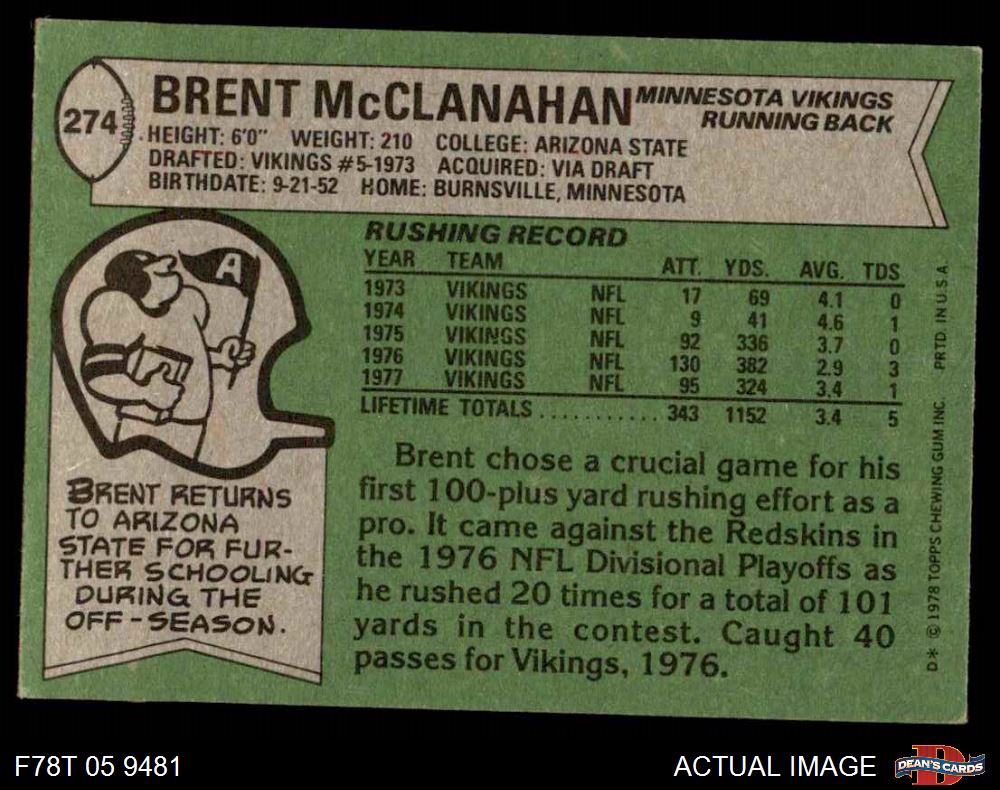 274
BRENT McCLANAHAN
MINNESOTA VIKINGS
RUNNING BACK
HEIGHT: 6'0" WEIGHT: 210 COLLEGE: ARIZONA STATE
DRAFTED: VIKINGS #5-1973 ACQUIRED: VIA DRAFT
BIRTHDATE: 9-21-52 HOME: BURNSVILLE, MINNESOTA
A
BRENT RETURNS
TO ARIZONA
STATE FOR FUR-
THER SCHOOLING
DURING THE
OFF-SEASON.
RUSHING RECORD
YEAR TEAM ATT. YDS. AVG. TDS
1973 VIKINGS NFL 17 69 4.1 0
1974 VIKINGS NFL 9 41 4.6 1
1975 VIKINGS NFL 92 336 3.7 0
1976 VIKINGS NFL 130 382 2.9 3
1977 VIKINGS NFL 95 324 3.4 1
LIFETIME TOTALS ........... 343 1152 3.4 5
Brent chose a crucial game for his
first 100-plus yard rushing effort as a
pro. It came against the Redskins in
the 1976 NFL Divisional Playoffs as
he rushed 20 times for a total of 101
yards in the contest. Caught 40
passes for Vikings, 1976.
D* © 1978 TOPPS CHEWING GUM INC. PRTD. IN U.S.A.
F78T 05 9481
ACTUAL IMAGE
D
DEAN'S CARDS